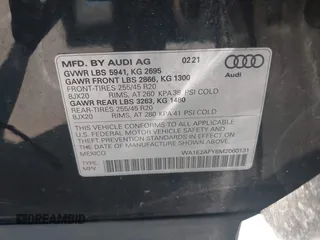 MFD. BY AUDI AG 02 21
GVWR LBS 5941, KG 2695
GAWR FRONT LBS 2866, KG 1300
FRONT-TIRES 255/45 R20
8JX20 RIMS, AT 260 KPA 38 PSI COLD
GAWR REAR LBS 3263, KG 1480
REAR-TIRES 255/45 R20
8JX20 RIMS, AT 280 KPA 41 PSI COLD
Audi
THIS VEHICLE CONFORMS TO ALL APPLICABLE
U.S. FEDERAL MOTOR VEHICLE SAFETY AND
THEFT PREVENTION STANDARDS
IN EFFECT ON THE DATE OF MANUFACTURE
MEXICO
TYPE: MPV
DREAMBID